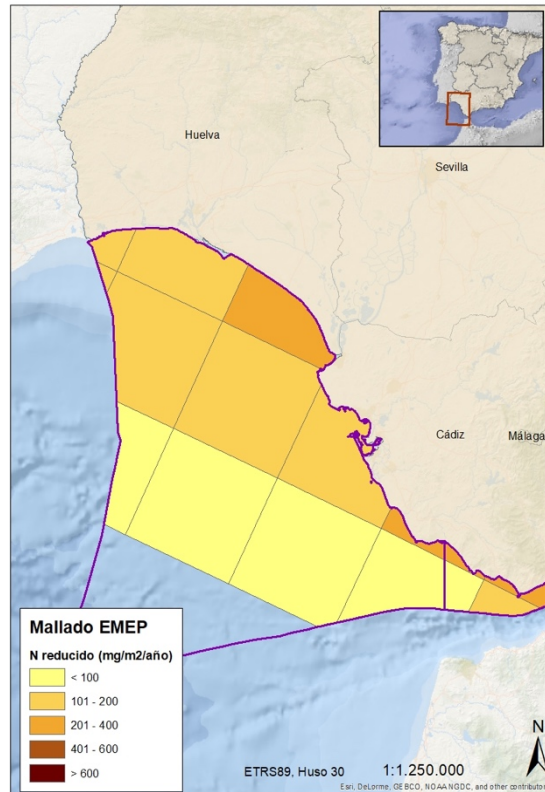 Huelva
Sevilla
Cádiz
Málaga
Mallado EMEP
N reducido (mg/m2/año)
< 100
101 - 200
201 - 400
401 - 600
> 600
N
ETRS89, Huso 30 1:1.250.000
Esri, DeLorme, GEBCO, NOAA NGDC, and other contributors